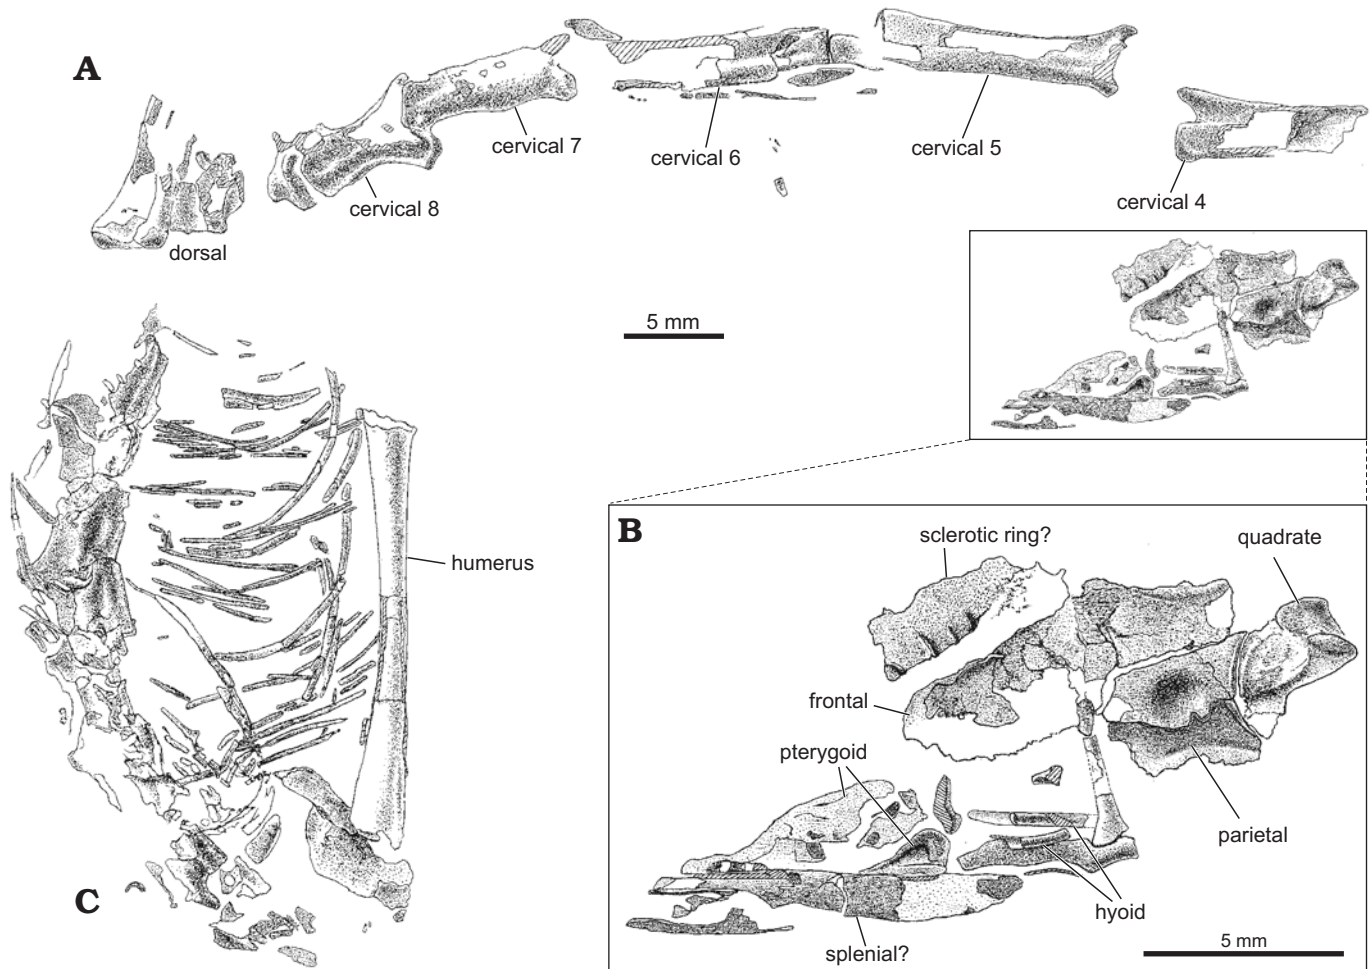 A
cervical 7
cervical 6
cervical 5
cervical 4
cervical 8
dorsal
5 mm
humerus
C
B
sclerotic ring?
quadrate
frontal
pterygoid
parietal
hyoid
splenial?
5 mm